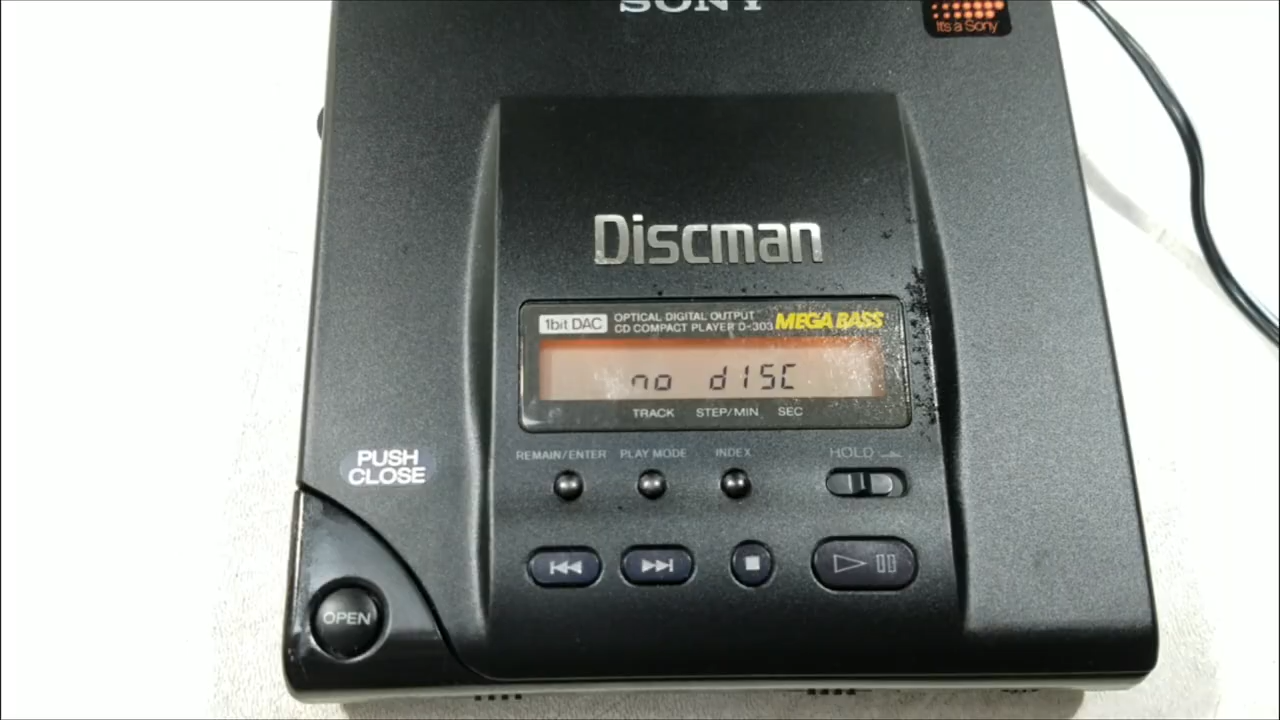 SONY
It's a Sony
Discman
1bit DAC
OPTICAL DIGITAL OUTPUT
CD COMPACT PLAYER D-303
MEGA BASS
no dISC
TRACK STEP/MIN SEC
REMAIN/ENTER PLAY MODE INDEX HOLD
PUSH
CLOSE
OPEN